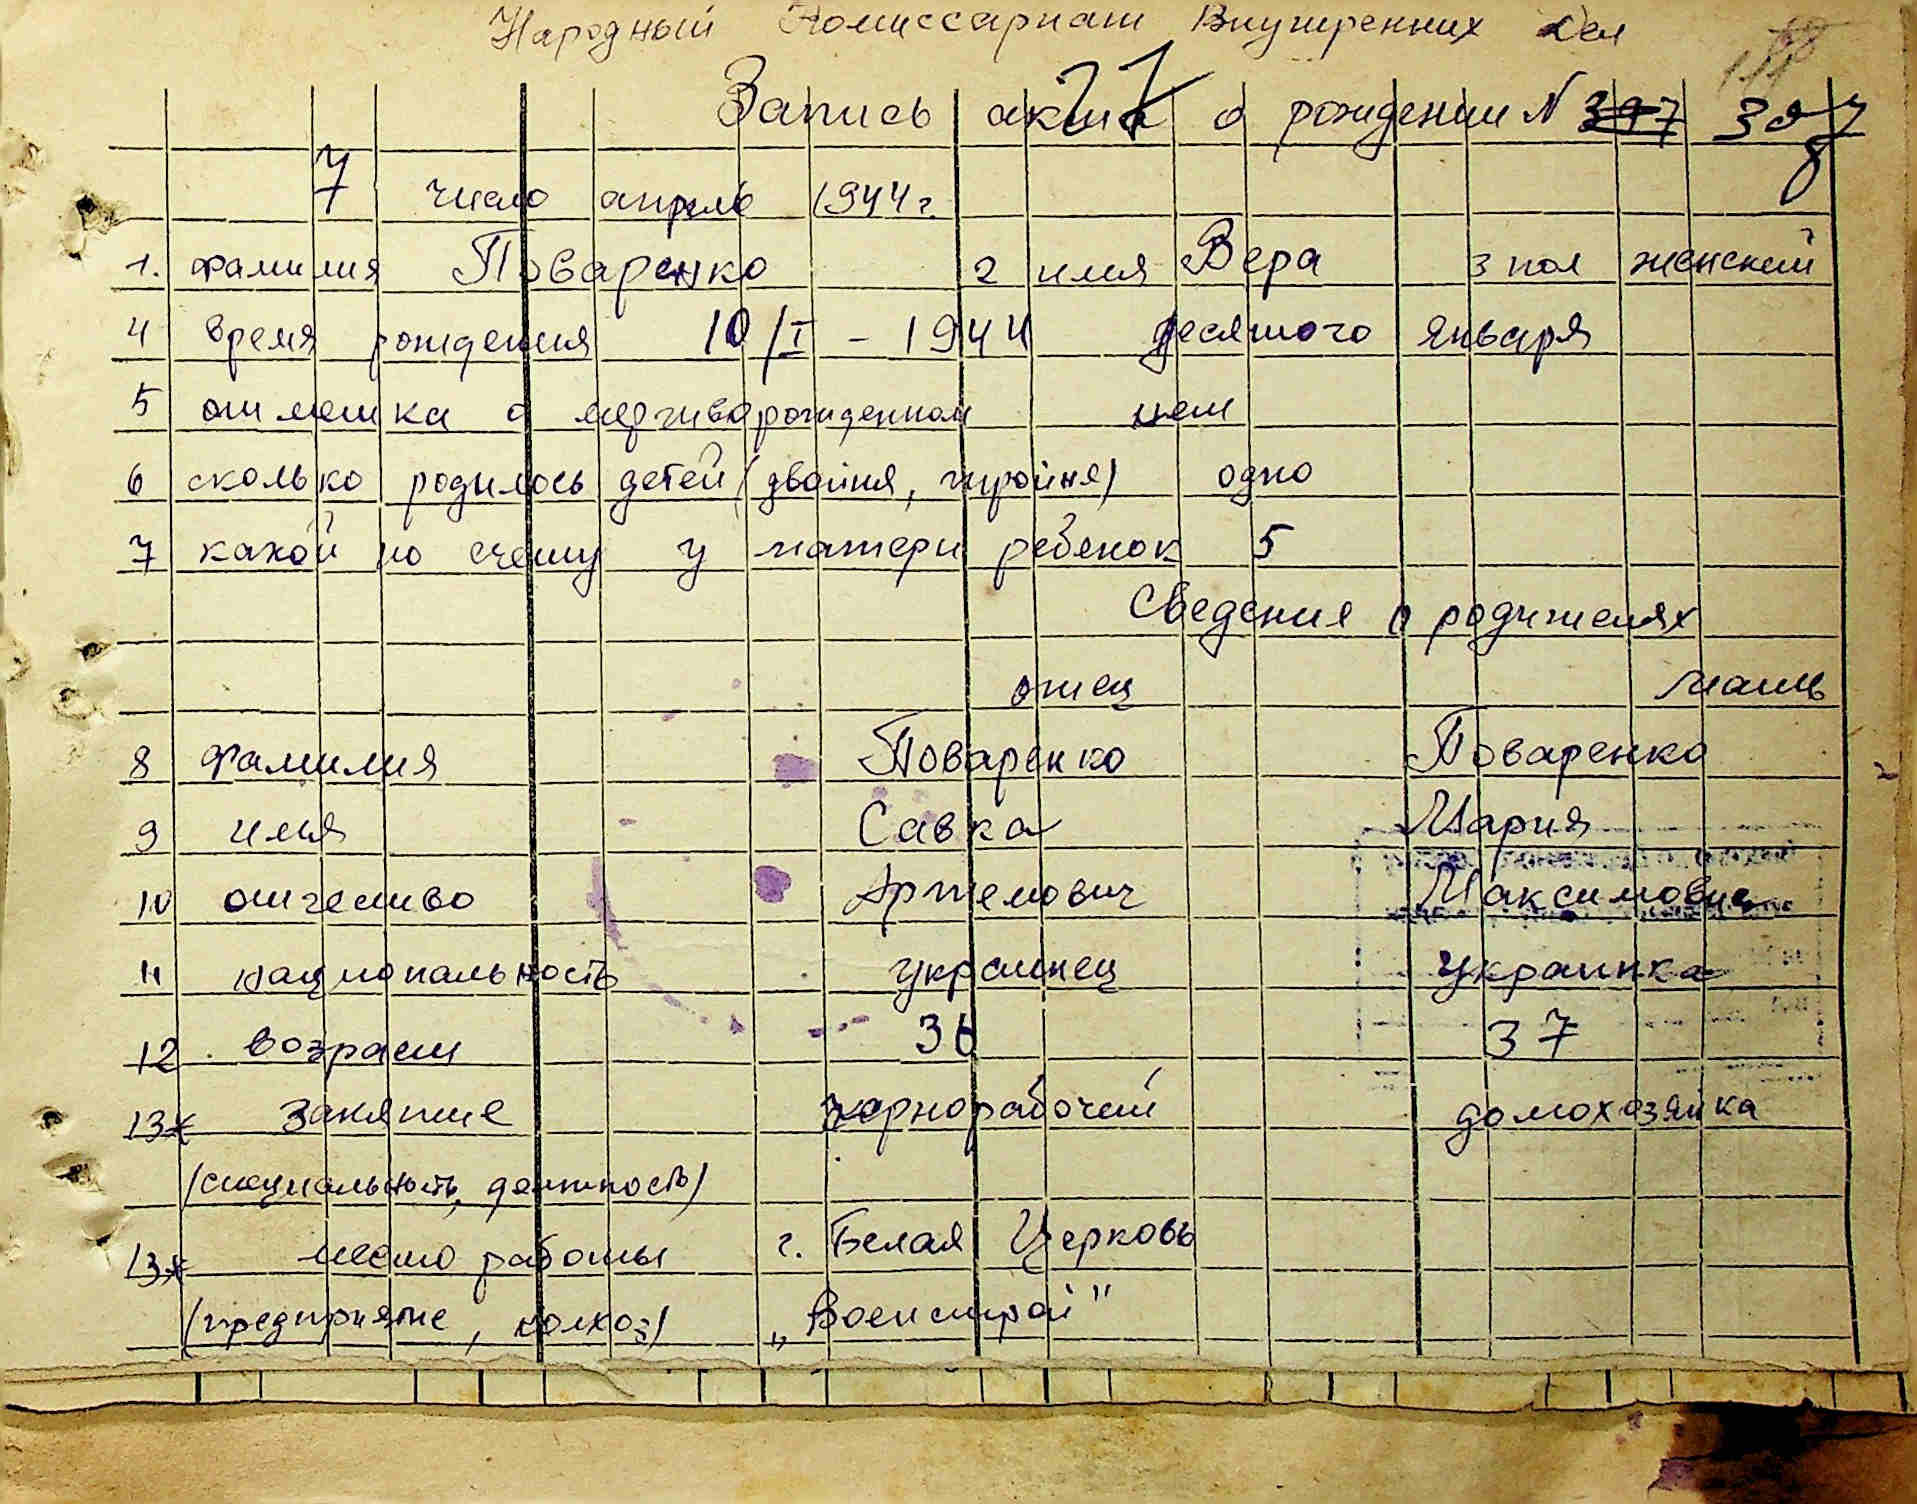 Народный Комиссариат Внутренних Дел
Запись акта о рождении N 397
7 число апрель 1944 г.
1. фамилия Поваренко 2 имя Вера 3 пол женский
4 время рождения 10/I - 1944 десятого января
5 отметка о мертворожденном нет
6 сколько родилось детей (двойня, тройня) одно
7 какой по счету у матери ребенок 5
Сведения о родителях
отец мать
8 фамилия Поваренко Поваренко
9 имя Савка Мария
10 отчество Артемович Максимовна
11 национальность украинец украинка
12 возраст 36 37
13* занятие чернорабочий домохозяйка
(специальность, должность)
13* место работы г. Белая Церковь
(предприятие, колхоз) „Военстрой"